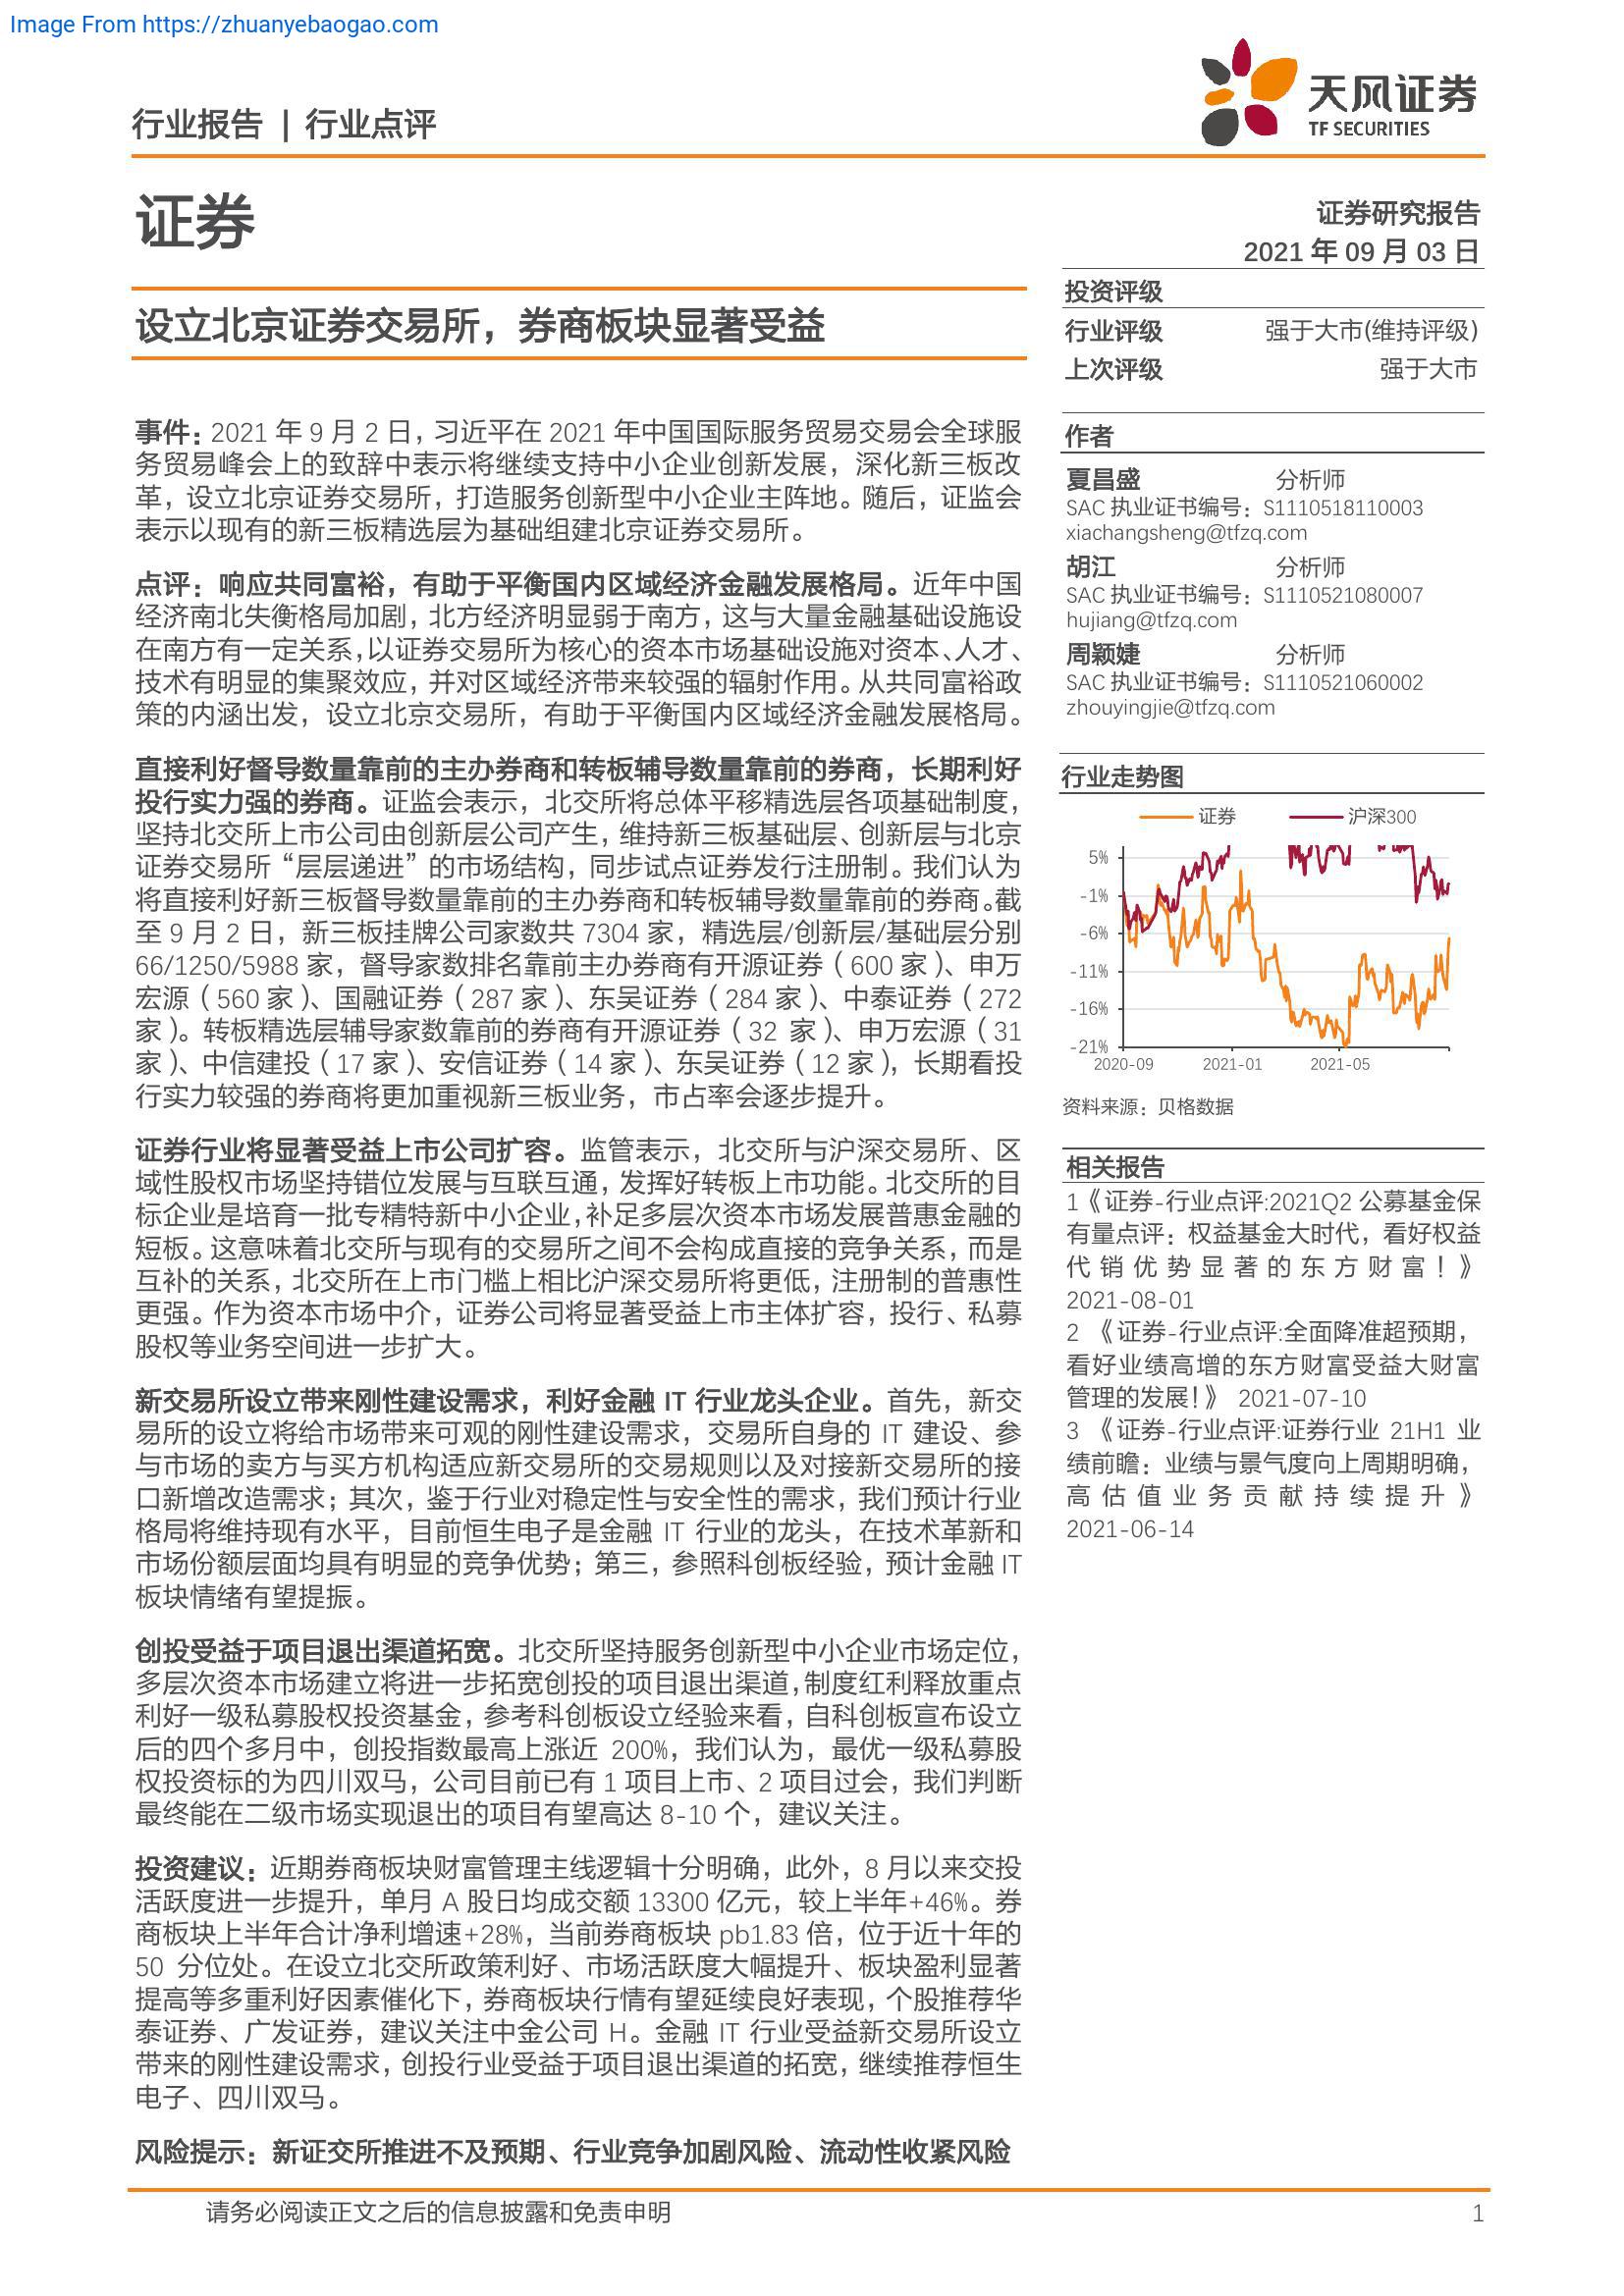 Image From https://zhuanyebaogao.com
天风证券
TF SECURITIES
行业报告 | 行业点评
证券
证券研究报告
2021 年 09 月 03 日
设立北京证券交易所，券商板块显著受益
事件：2021 年 9 月 2 日，习近平在 2021 年中国国际服务贸易交易会全球服
务贸易峰会上的致辞中表示将继续支持中小企业创新发展，深化新三板改
革，设立北京证券交易所，打造服务创新型中小企业主阵地。随后，证监会
表示以现有的新三板精选层为基础组建北京证券交易所。
点评：响应共同富裕，有助于平衡国内区域经济金融发展格局。近年中国
经济南北失衡格局加剧，北方经济明显弱于南方，这与大量金融基础设施设
在南方有一定关系，以证券交易所为核心的资本市场基础设施对资本、人才、
技术有明显的集聚效应，并对区域经济带来较强的辐射作用。从共同富裕政
策的内涵出发，设立北京交易所，有助于平衡国内区域经济金融发展格局。
直接利好督导数量靠前的主办券商和转板辅导数量靠前的券商，长期利好
投行实力强的券商。证监会表示，北交所将总体平移精选层各项基础制度，
坚持北交所上市公司由创新层公司产生，维持新三板基础层、创新层与北京
证券交易所“层层递进”的市场结构，同步试点证券发行注册制。我们认为
将直接利好新三板督导数量靠前的主办券商和转板辅导数量靠前的券商。截
至 9 月 2 日，新三板挂牌公司家数共 7304 家，精选层/创新层/基础层分别
66/1250/5988 家，督导家数排名靠前主办券商有开源证券（600 家）、申万
宏源（560 家）、国融证券（287 家）、东吴证券（284 家）、中泰证券（272
家）。转板精选层辅导家数靠前的券商有开源证券（32 家）、申万宏源（31
家）、中信建投（17 家）、安信证券（14 家）、东吴证券（12 家），长期看投
行实力较强的券商将更加重视新三板业务，市占率会逐步提升。
证券行业将显著受益上市公司扩容。监管表示，北交所与沪深交易所、区
域性股权市场坚持错位发展与互联互通，发挥好转板上市功能。北交所的目
标企业是培育一批专精特新中小企业，补足多层次资本市场发展普惠金融的
短板。这意味着北交所与现有的交易所之间不会构成直接的竞争关系，而是
互补的关系，北交所在上市门槛上相比沪深交易所将更低，注册制的普惠性
更强。作为资本市场中介，证券公司将显著受益上市主体扩容，投行、私募
股权等业务空间进一步扩大。
新交易所设立带来刚性建设需求，利好金融 IT 行业龙头企业。首先，新交
易所的设立将给市场带来可观的刚性建设需求，交易所自身的 IT 建设、参
与市场的卖方与买方机构适应新交易所的交易规则以及对接新交易所的接
口新增改造需求；其次，鉴于行业对稳定性与安全性的需求，我们预计行业
格局将维持现有水平，目前恒生电子是金融 IT 行业的龙头，在技术革新和
市场份额层面均具有明显的竞争优势；第三，参照科创板经验，预计金融 IT
板块情绪有望提振。
创投受益于项目退出渠道拓宽。北交所坚持服务创新型中小企业市场定位，
多层次资本市场建立将进一步拓宽创投的项目退出渠道，制度红利释放重点
利好一级私募股权投资基金，参考科创板设立经验来看，自科创板宣布设立
后的四个多月中，创投指数最高上涨近 200%，我们认为，最优一级私募股
权投资标的为四川双马，公司目前已有 1 项目上市、2 项目过会，我们判断
最终能在二级市场实现退出的项目有望高达 8-10 个，建议关注。
投资建议：近期券商板块财富管理主线逻辑十分明确，此外，8 月以来交投
活跃度进一步提升，单月 A 股日均成交额 13300 亿元，较上半年+46%。券
商板块上半年合计净利增速+28%，当前券商板块 pb1.83 倍，位于近十年的
50 分位处。在设立北交所政策利好、市场活跃度大幅提升、板块盈利显著
提高等多重利好因素催化下，券商板块行情有望延续良好表现，个股推荐华
泰证券、广发证券，建议关注中金公司 H。金融 IT 行业受益新交易所设立
带来的刚性建设需求，创投行业受益于项目退出渠道的拓宽，继续推荐恒生
电子、四川双马。
风险提示：新证交所推进不及预期、行业竞争加剧风险、流动性收紧风险
投资评级
行业评级 强于大市(维持评级)
上次评级 强于大市
作者
夏昌盛 分析师
SAC 执业证书编号：S1110518110003
xiachangsheng@tfzq.com
胡江 分析师
SAC 执业证书编号：S1110521080007
hujiang@tfzq.com
周颖婕 分析师
SAC 执业证书编号：S1110521060002
zhouyingjie@tfzq.com
行业走势图
证券 沪深300
5%
-1%
-6%
-11%
-16%
-21%
2020-09 2021-01 2021-05
资料来源：贝格数据
相关报告
1《证券-行业点评:2021Q2 公募基金保
有量点评：权益基金大时代，看好权益
代销优势显著的东方财富！》
2021-08-01
2 《证券-行业点评:全面降准超预期，
看好业绩高增的东方财富受益大财富
管理的发展！》 2021-07-10
3 《证券-行业点评:证券行业 21H1 业
绩前瞻：业绩与景气度向上周期明确，
高估值业务贡献持续提升》
2021-06-14
请务必阅读正文之后的信息披露和免责申明 1